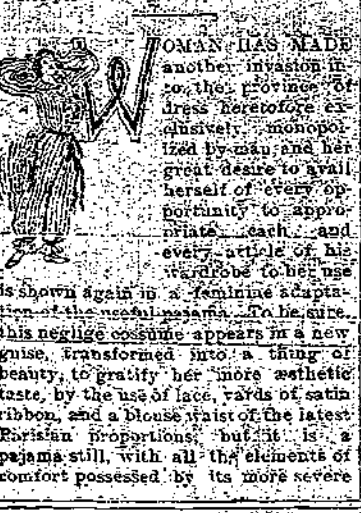 WOMAN HAS MADE
another invasion in-
to the province of
dress heretofore ex-
clusively monopol-
ized by man and her
great desire to avail
herself of every op-
portunity to appro-
priate each and
every article of his
wardrobe to her use
is shown again in a feminine adapta-
tion of the useful pajama. To be sure,
this neglige costume appears in a new
guise, transformed into a thing of
beauty, to gratify her more æsthetic
taste, by the use of lace, yards of satin
ribbon, and a blouse waist of the latest
Parisian proportions, but it is a
pajama still, with all the elements of
comfort possessed by its more severe